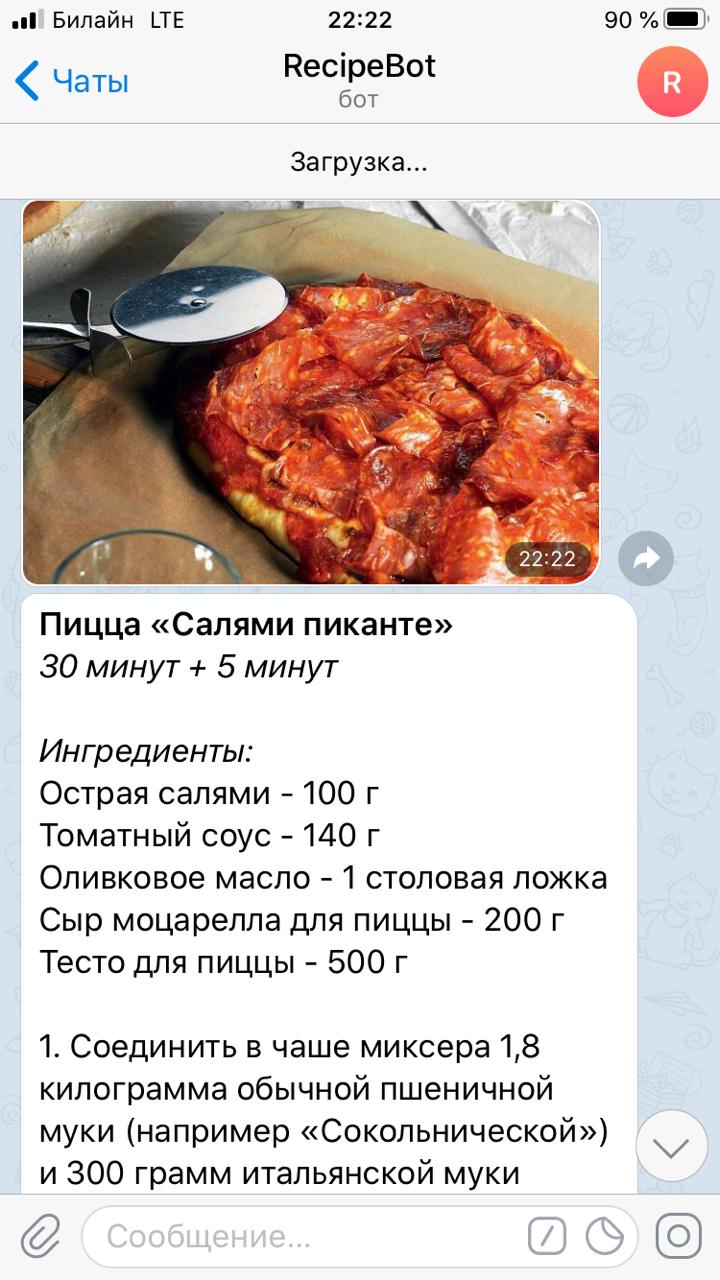 Билайн LTE 22:22 90 %
Чаты RecipeBot R
бот
Загрузка...
22:22
Пицца «Салями пиканте»
30 минут + 5 минут
Ингредиенты:
Острая салями - 100 г
Томатный соус - 140 г
Оливковое масло - 1 столовая ложка
Сыр моцарелла для пиццы - 200 г
Тесто для пиццы - 500 г
1. Соединить в чаше миксера 1,8
килограмма обычной пшеничной
муки (например «Сокольнической»)
и 300 грамм итальянской муки
Сообщение...